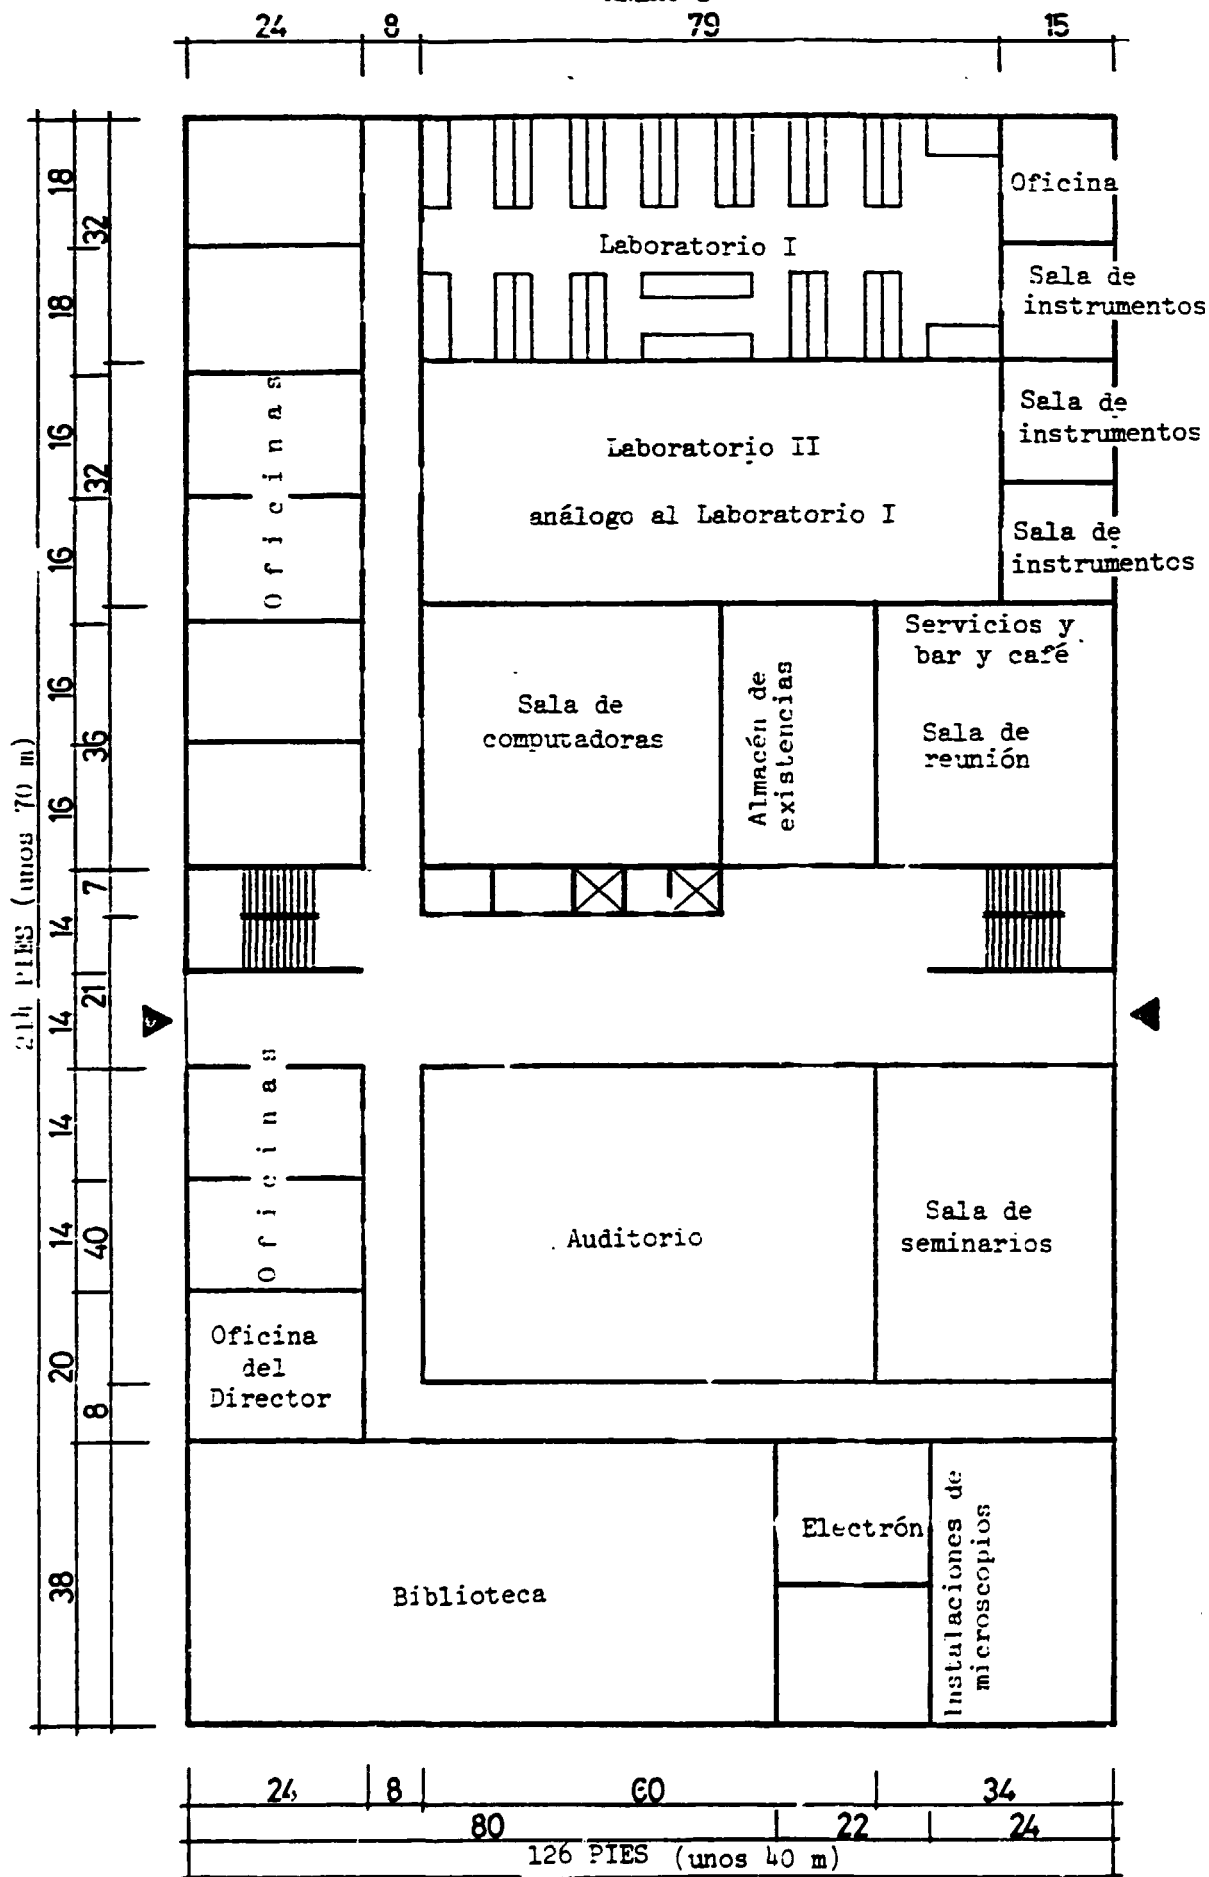 24 8 79 15
Oficina
Laboratorio I
Sala de
instrumentos
Oficinas
Sala de
instrumentos
Laboratorio II
análogo al Laboratorio I
Sala de
instrumentos
Servicios y
bar y café
Sala de
reunión
Sala de
computadoras
Almacén de
existencias
Oficinas
Auditorio
Sala de
seminarios
Oficina
del
Director
Electrón
Instalaciones de
microscopios
Biblioteca
18
18
16
16
16
16
14
14
14
14
20
38
32
32
36
7
21
40
8
PIES (unos 70 m)
24 8 60 34
80 22 24
126 PIES (unos 40 m)